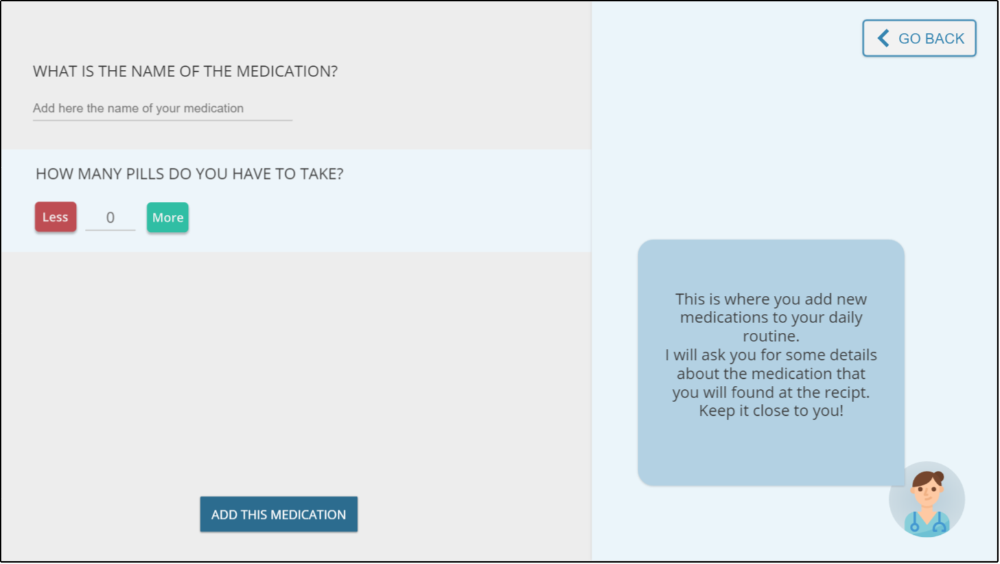 GO BACK
WHAT IS THE NAME OF THE MEDICATION?
Add here the name of your medication
HOW MANY PILLS DO YOU HAVE TO TAKE?
Less 0 More
This is where you add new
medications to your daily
routine.
I will ask you for some details
about the medication that
you will found at the recipt.
Keep it close to you!
ADD THIS MEDICATION